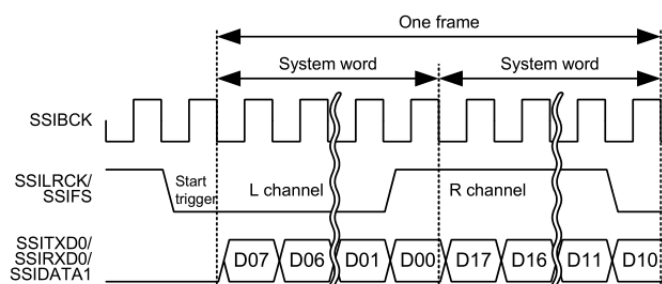 One frame
System word
System word
SSIBCK
SSILRCK/
SSIFS
Start
trigger
L channel
R channel
SSITXD0/
SSIRXD0/
SSIDATA1
D07 D06 D01 D00 D17 D16 D11 D10